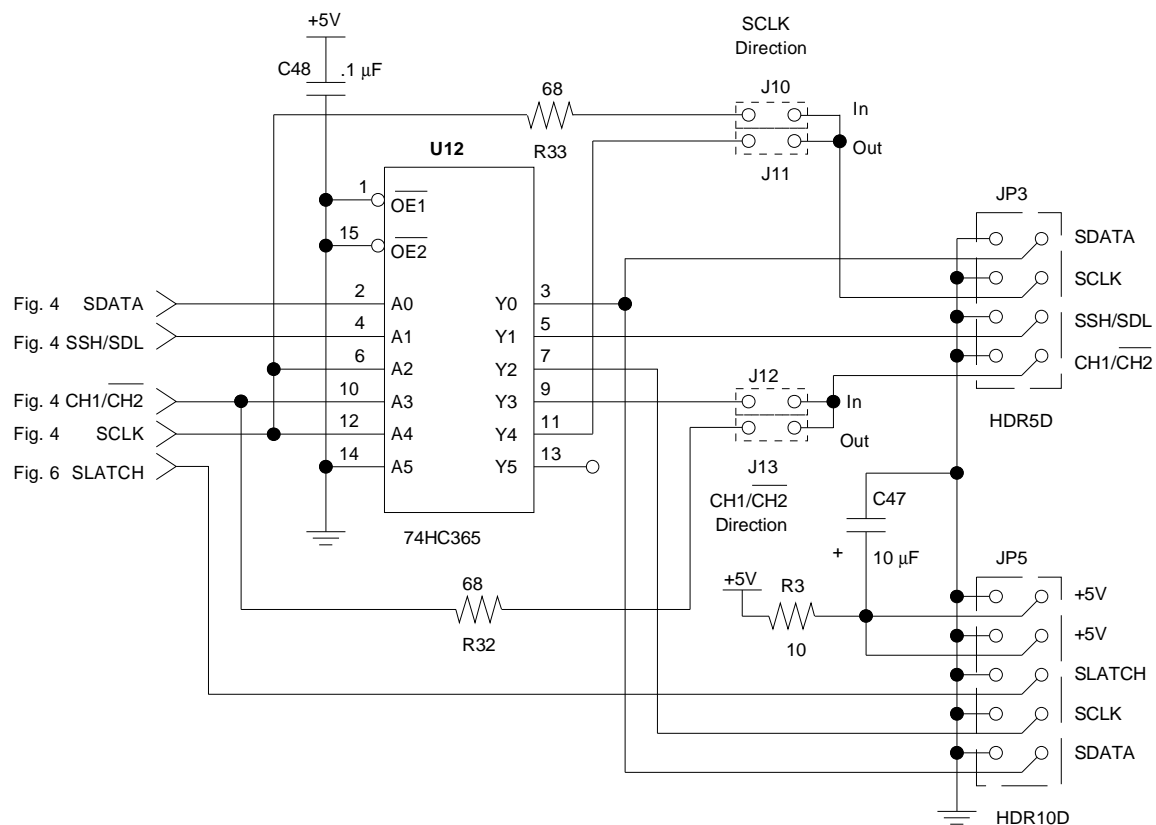 +5V
C48
.1 µF
SCLK
Direction
68
R33
J10
In
Out
J11
U12
1
OE1
15
OE2
JP3
SDATA
SCLK
SSH/SDL
CH1/CH2
HDR5D
Fig. 4 SDATA
2
A0
Y0
3
Fig. 4 SSH/SDL
4
A1
Y1
5
6
A2
Y2
7
Fig. 4 CH1/CH2
10
A3
Y3
9
Fig. 4 SCLK
12
A4
Y4
11
Fig. 6 SLATCH
14
A5
Y5
13
74HC365
J12
In
Out
J13
CH1/CH2
Direction
C47
+
10 µF
68
R32
+5V
R3
10
JP5
+5V
+5V
SLATCH
SCLK
SDATA
HDR10D